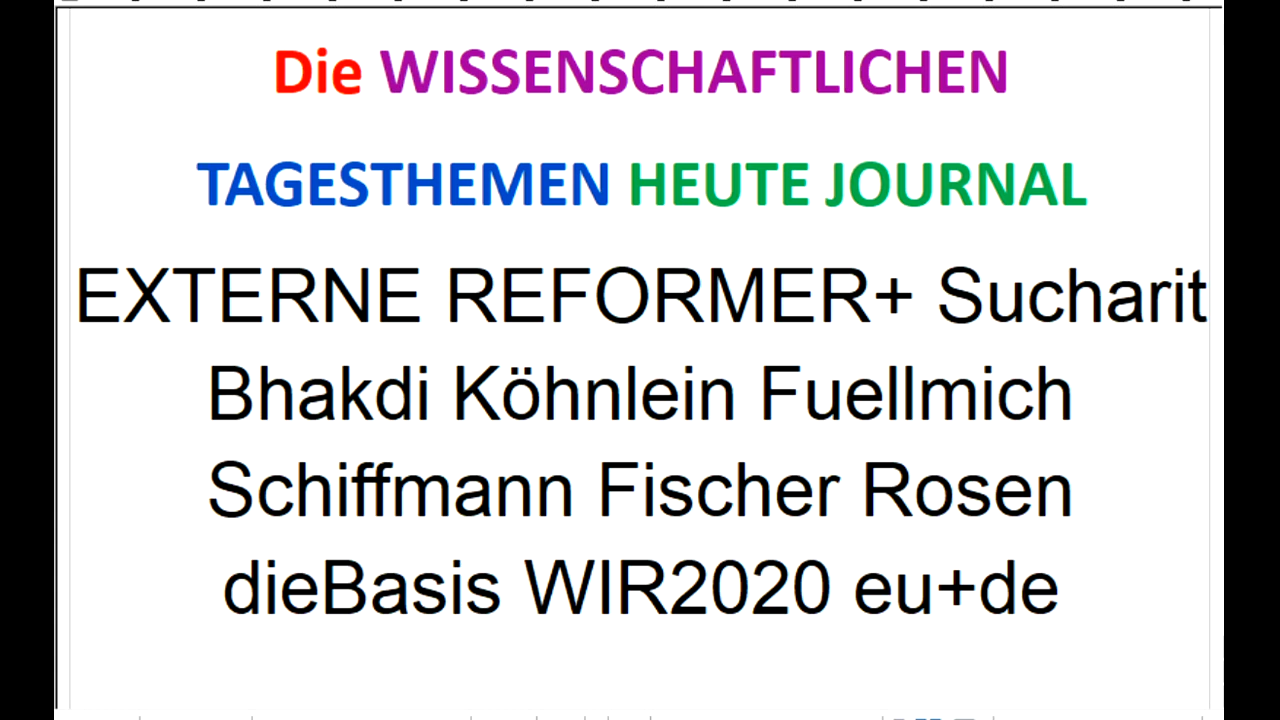 Die WISSENSCHAFTLICHEN
TAGESTHEMEN HEUTE JOURNAL
EXTERNE REFORMER+ Sucharit
Bhakdi Köhnlein Fuellmich
Schiffmann Fischer Rosen
dieBasis WIR2020 eu+de